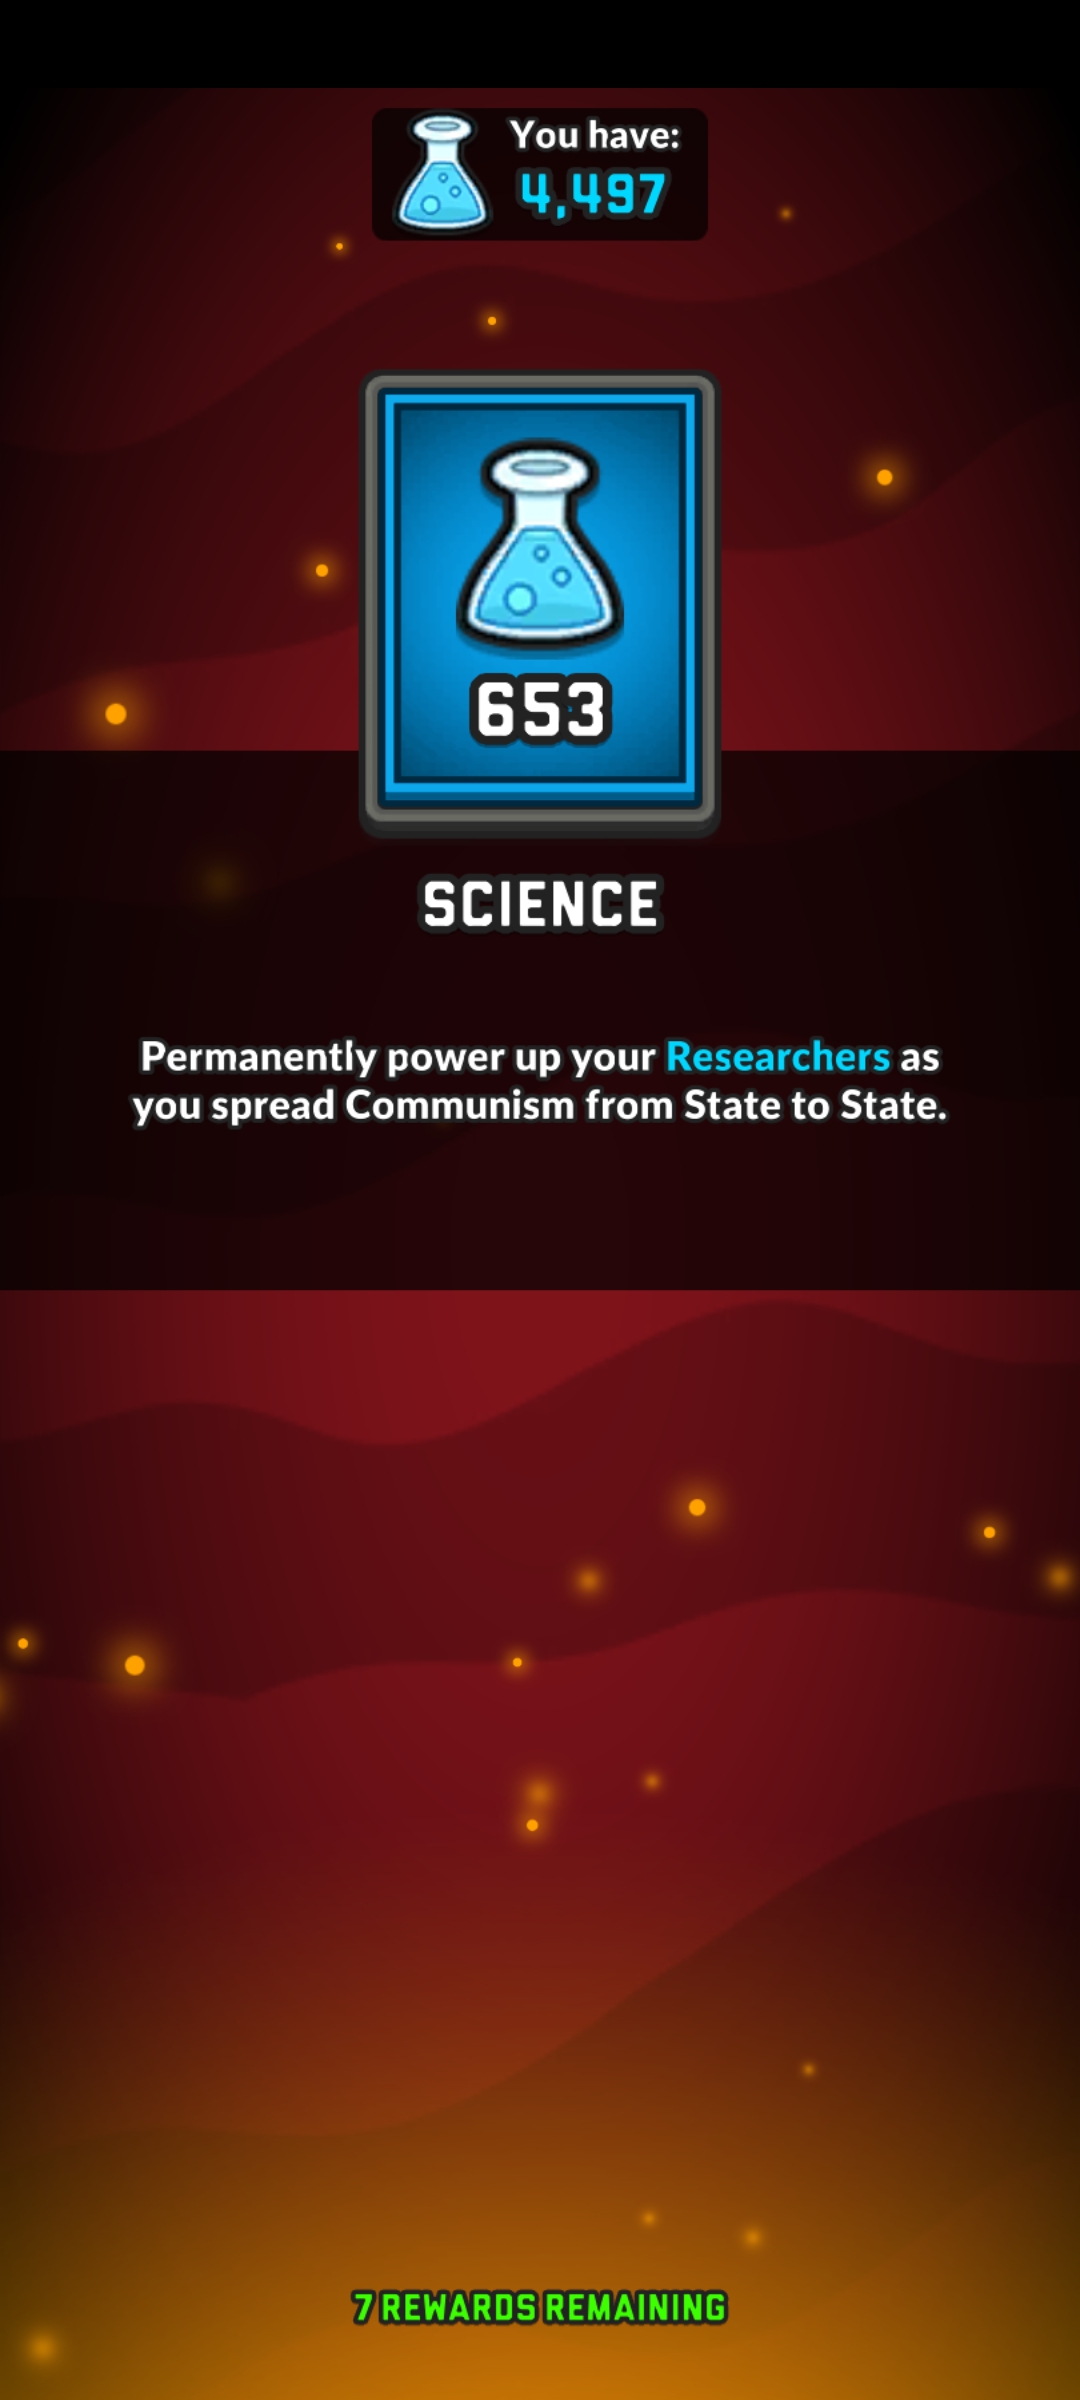 You have:
4,497
653
SCIENCE
Permanently power up your Researchers as
you spread Communism from State to State.
7 REWARDS REMAINING